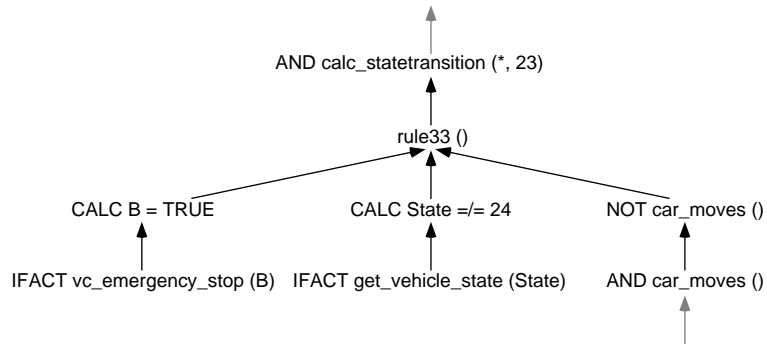 AND calc_statetransition (*, 23)
rule33 ()
CALC B = TRUE
CALC State =/= 24
NOT car_moves ()
IFACT vc_emergency_stop (B)
IFACT get_vehicle_state (State)
AND car_moves ()